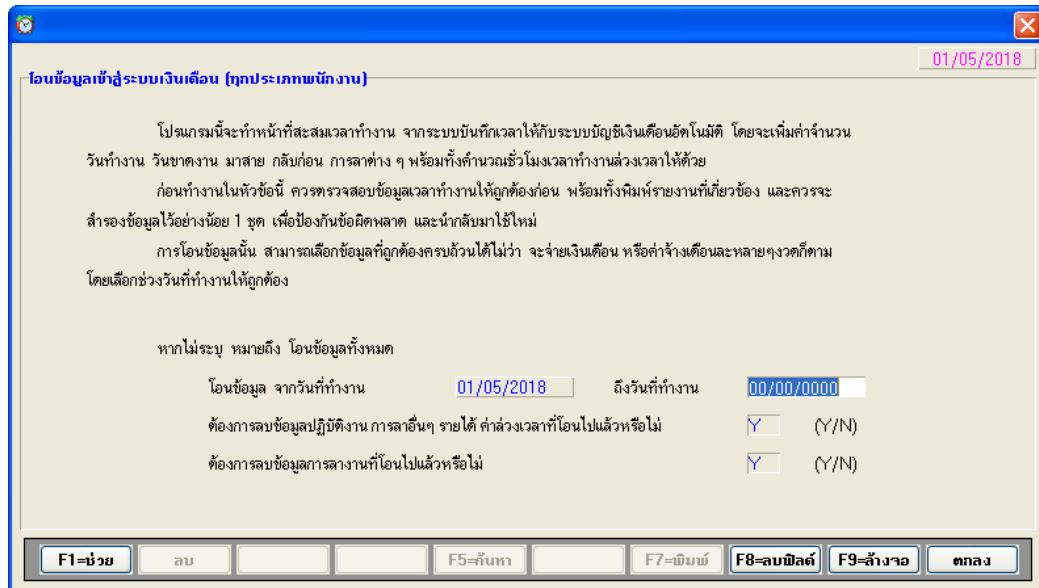 01/05/2018
โอนข้อมูลเข้าสู่ระบบเงินเดือน (ทุกประเภทพนักงาน)
โปรแกรมนี้จะทำหน้าที่สะสมเวลาทำงาน จากระบบบันทึกเวลาให้กับระบบบัญชีเงินเดือนอัตโนมัติ โดยจะเพิ่มค่าจำนวน
วันทำงาน วันขาดงาน มาสาย กลับก่อน การลาต่าง ๆ พร้อมทั้งคำนวณชั่วโมงเวลาทำงานล่วงเวลาให้ด้วย
ก่อนทำงานในหัวข้อนี้ ควรตรวจสอบข้อมูลเวลาทำงานให้ถูกต้องก่อน พร้อมทั้งพิมพ์รายงานที่เกี่ยวข้อง และควรจะ
สำรองข้อมูลไว้อย่างน้อย 1 ชุด เพื่อป้องกันข้อผิดพลาด และนำกลับมาใช้ใหม่
การโอนข้อมูลนั้น สามารถเลือกข้อมูลที่ถูกต้องครบถ้วนได้ไม่ว่า จะจ่ายเงินเดือน หรือค่าจ้างเดือนละหลายๆงวดก็ตาม
โดยเลือกช่วงวันที่ทำงานให้ถูกต้อง
หากไม่ระบุ หมายถึง โอนข้อมูลทั้งหมด
โอนข้อมูล จากวันที่ทำงาน 01/05/2018 ถึงวันที่ทำงาน 00/00/0000
ต้องการลบข้อมูลปฏิบัติงาน การลาอื่นๆ รายได้ ค่าล่วงเวลาที่โอนไปแล้วหรือไม่ Y (Y/N)
ต้องการลบข้อมูลการลางานที่โอนไปแล้วหรือไม่ Y (Y/N)
F1=ช่วย ลบ F5=ค้นหา F7=พิมพ์ F8=ลบฟิลด์ F9=ล้างจอ ตกลง